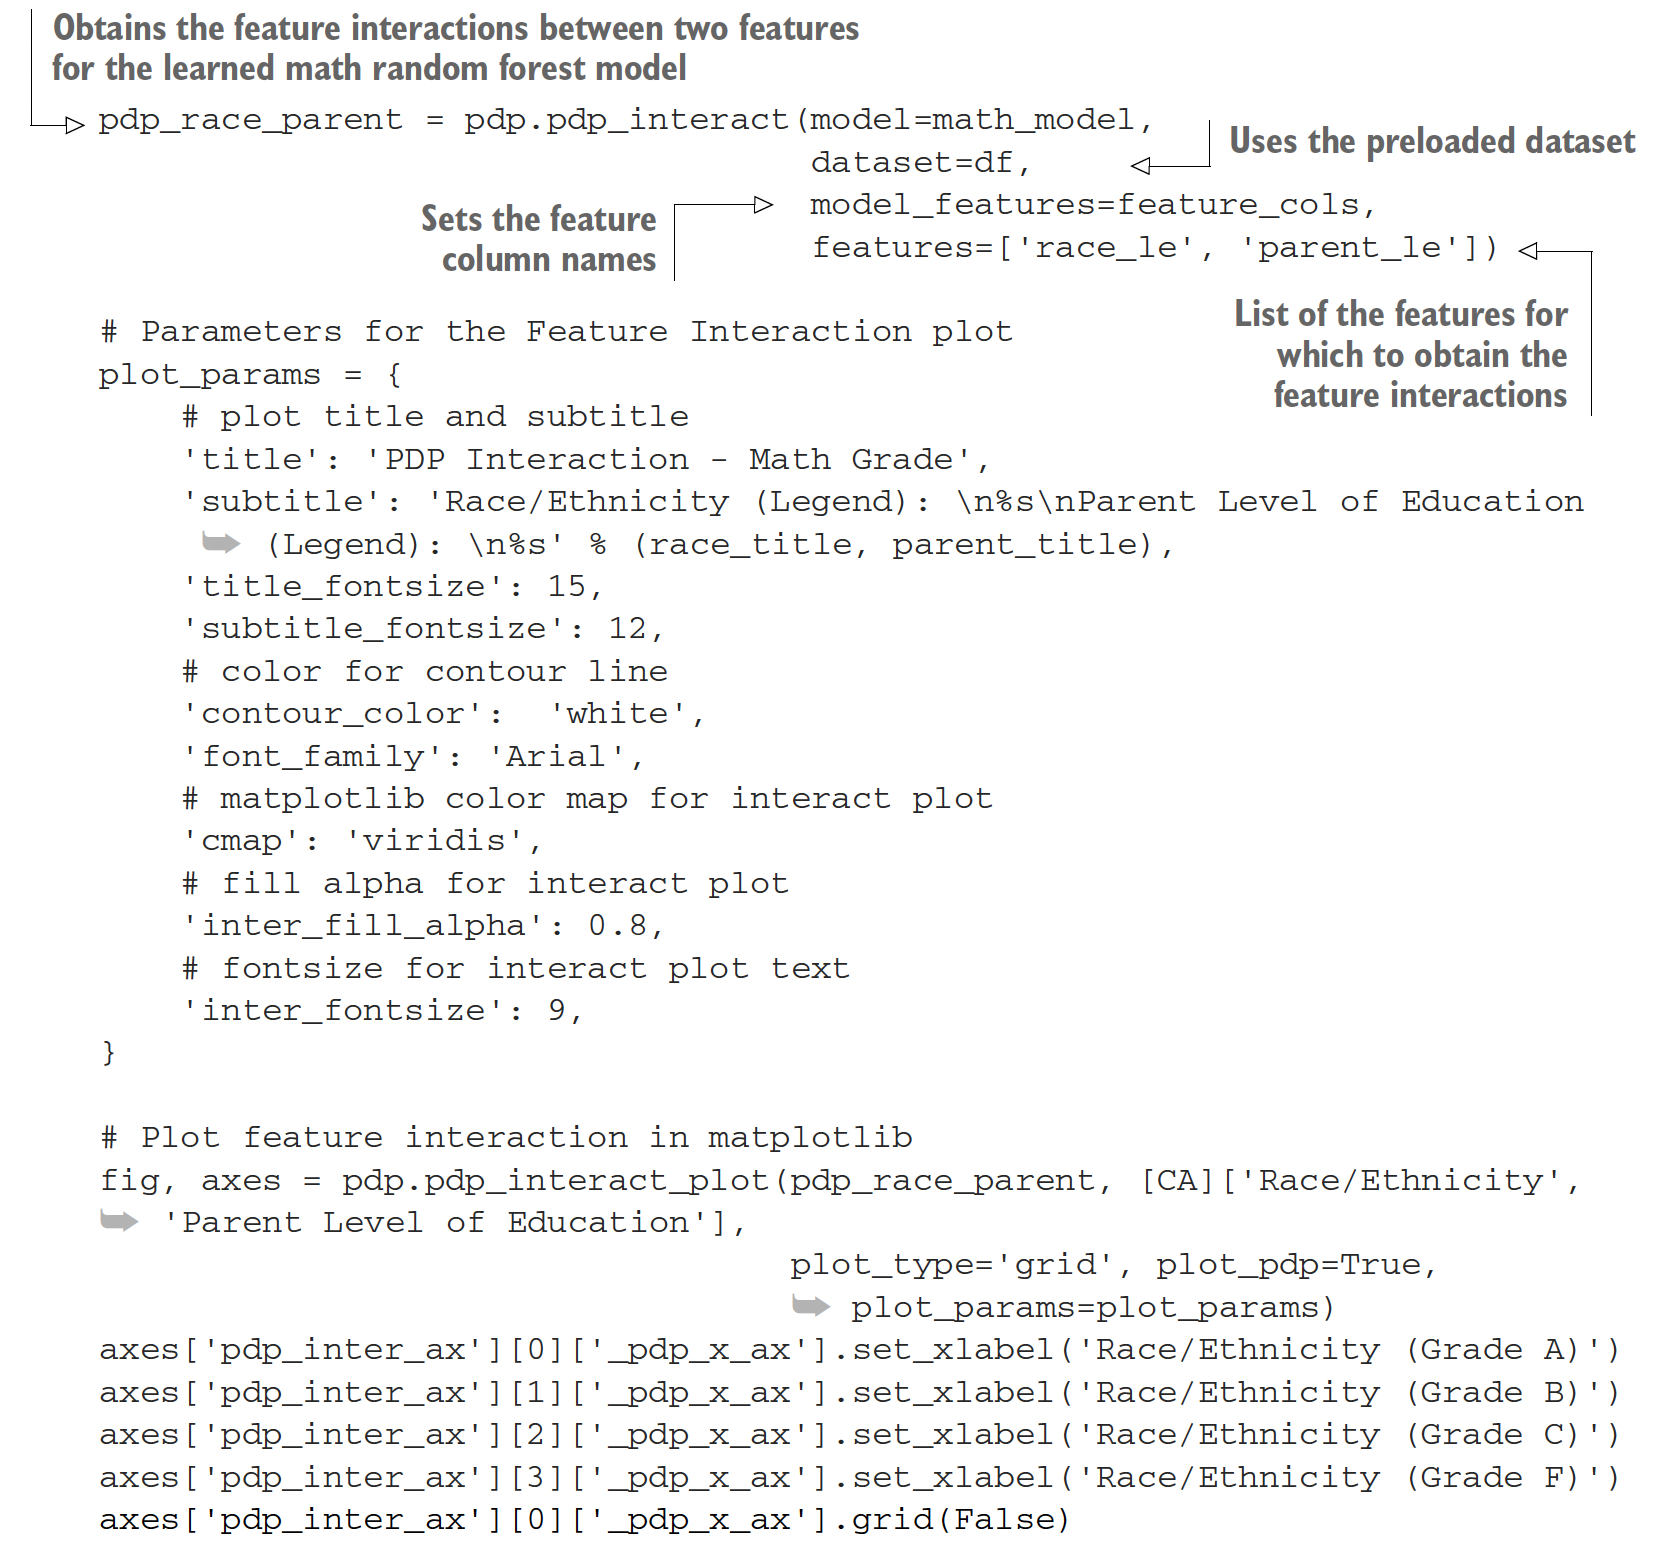 Obtains the feature interactions between two features
for the learned math random forest model
pdp_race_parent = pdp.pdp_interact(model=math_model,
Uses the preloaded dataset
dataset=df,
Sets the feature
column names
model_features=feature_cols,
features=['race_le', 'parent_le'])
List of the features for
which to obtain the
feature interactions
# Parameters for the Feature Interaction plot
plot_params = {
    # plot title and subtitle
    'title': 'PDP Interaction - Math Grade',
    'subtitle': 'Race/Ethnicity (Legend): \n%s\nParent Level of Education
    ➥ (Legend): \n%s' % (race_title, parent_title),
    'title_fontsize': 15,
    'subtitle_fontsize': 12,
    # color for contour line
    'contour_color':  'white',
    'font_family': 'Arial',
    # matplotlib color map for interact plot
    'cmap': 'viridis',
    # fill alpha for interact plot
    'inter_fill_alpha': 0.8,
    # fontsize for interact plot text
    'inter_fontsize': 9,
}
# Plot feature interaction in matplotlib
fig, axes = pdp.pdp_interact_plot(pdp_race_parent, [CA]['Race/Ethnicity',
➥ 'Parent Level of Education'],
plot_type='grid', plot_pdp=True,
➥ plot_params=plot_params)
axes['pdp_inter_ax'][0]['_pdp_x_ax'].set_xlabel('Race/Ethnicity (Grade A)')
axes['pdp_inter_ax'][1]['_pdp_x_ax'].set_xlabel('Race/Ethnicity (Grade B)')
axes['pdp_inter_ax'][2]['_pdp_x_ax'].set_xlabel('Race/Ethnicity (Grade C)')
axes['pdp_inter_ax'][3]['_pdp_x_ax'].set_xlabel('Race/Ethnicity (Grade F)')
axes['pdp_inter_ax'][0]['_pdp_x_ax'].grid(False)